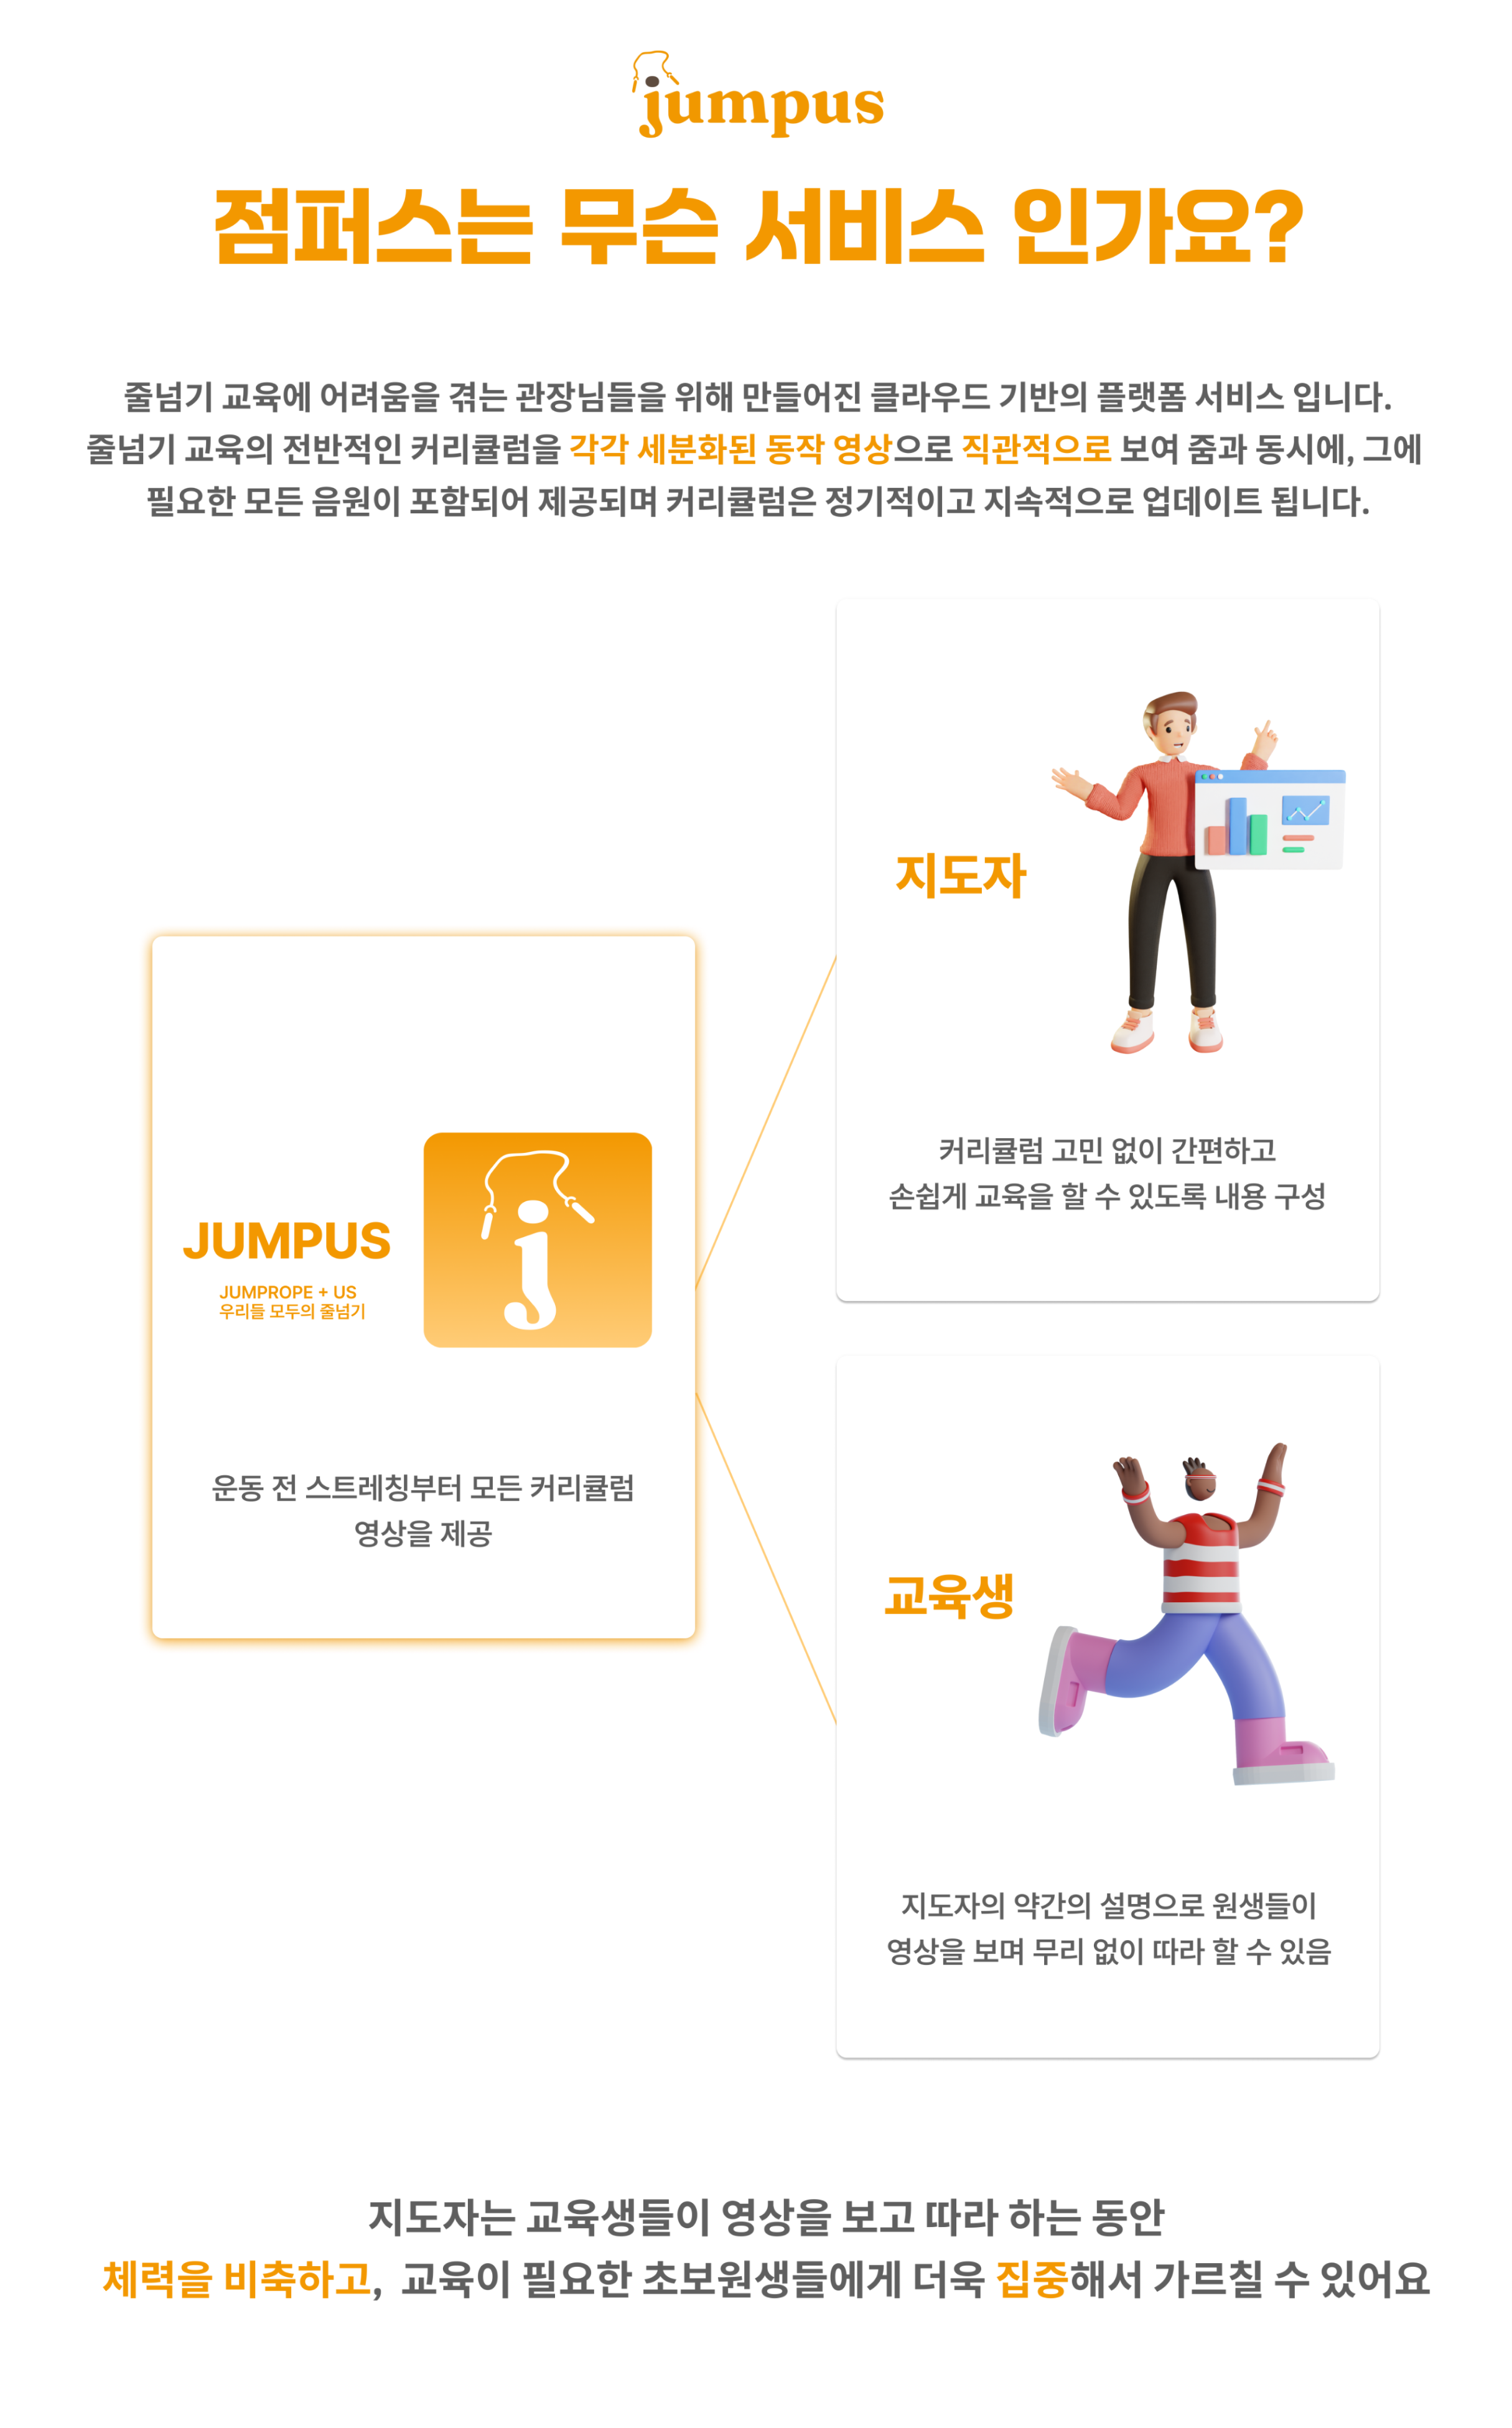 jumpus
점퍼스는 무슨 서비스 인가요?
줄넘기 교육에 어려움을 겪는 관장님들을 위해 만들어진 클라우드 기반의 플랫폼 서비스 입니다.
줄넘기 교육의 전반적인 커리큘럼을 각각 세분화된 동작 영상으로 직관적으로 보여 줌과 동시에, 그에
필요한 모든 음원이 포함되어 제공되며 커리큘럼은 정기적이고 지속적으로 업데이트 됩니다.
지도자
커리큘럼 고민 없이 간편하고
손쉽게 교육을 할 수 있도록 내용 구성
JUMPUS
JUMPROPE + US
우리들 모두의 줄넘기
j
운동 전 스트레칭부터 모든 커리큘럼
영상을 제공
교육생
지도자의 약간의 설명으로 원생들이
영상을 보며 무리 없이 따라 할 수 있음
지도자는 교육생들이 영상을 보고 따라 하는 동안
체력을 비축하고, 교육이 필요한 초보원생들에게 더욱 집중해서 가르칠 수 있어요